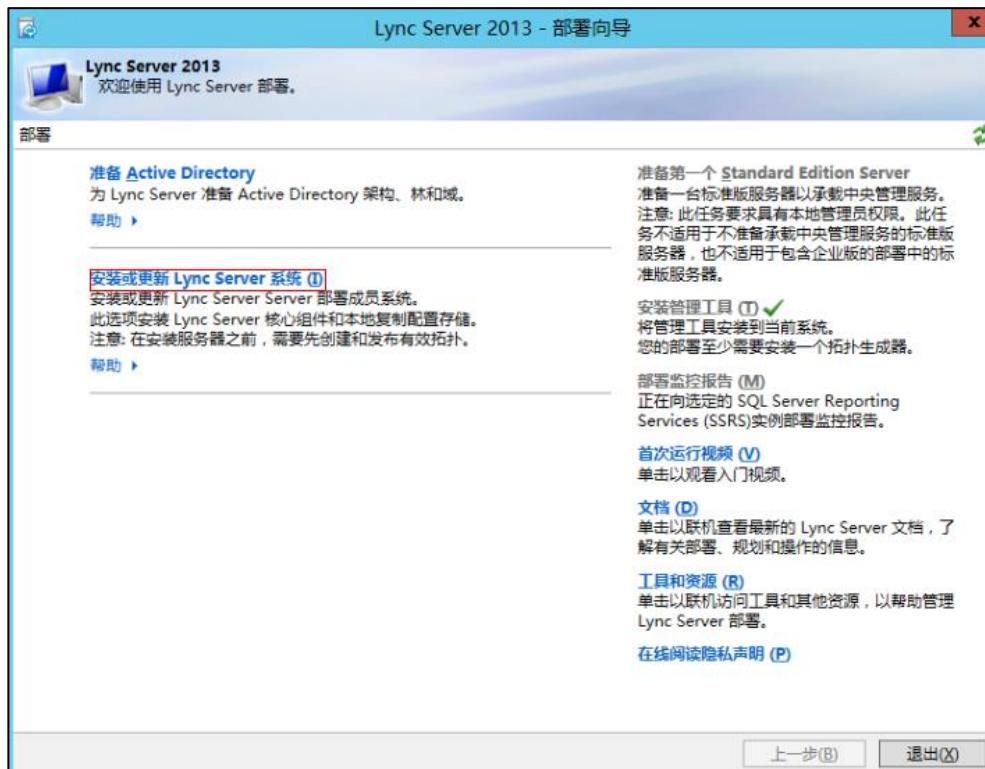 Lync Server 2013 - 部署向导
x
Lync Server 2013
欢迎使用 Lync Server 部署。
部署
准备 Active Directory
为 Lync Server 准备 Active Directory 架构、林和域。
帮助
安装或更新 Lync Server 系统 (I)
安装或更新 Lync Server Server 部署成员系统。
此选项安装 Lync Server 核心组件和本地复制配置存储。
注意: 在安装服务器之前，需要先创建和发布有效拓扑。
帮助
准备第一个 Standard Edition Server
准备一台标准版服务器以承载中央管理服务。
注意: 此任务要求具有本地管理员权限。此任
务不适用于不准备承载中央管理服务的标准版
服务器，也不适用于包含企业版的部署中的标
准版服务器。
安装管理工具 (T)
将管理工具安装到当前系统。
您的部署至少需要安装一个拓扑生成器。
部署监控报告 (M)
正在向选定的 SQL Server Reporting
Services (SSRS)实例部署监控报告。
首次运行视频 (V)
单击以观看入门视频。
文档 (D)
单击以联机查看最新的 Lync Server 文档，了
解有关部署、规划和操作的信息。
工具和资源 (R)
单击以联机访问工具和其他资源，以帮助管理
Lync Server 部署。
在线阅读隐私声明 (P)
上一步(B)
退出(X)